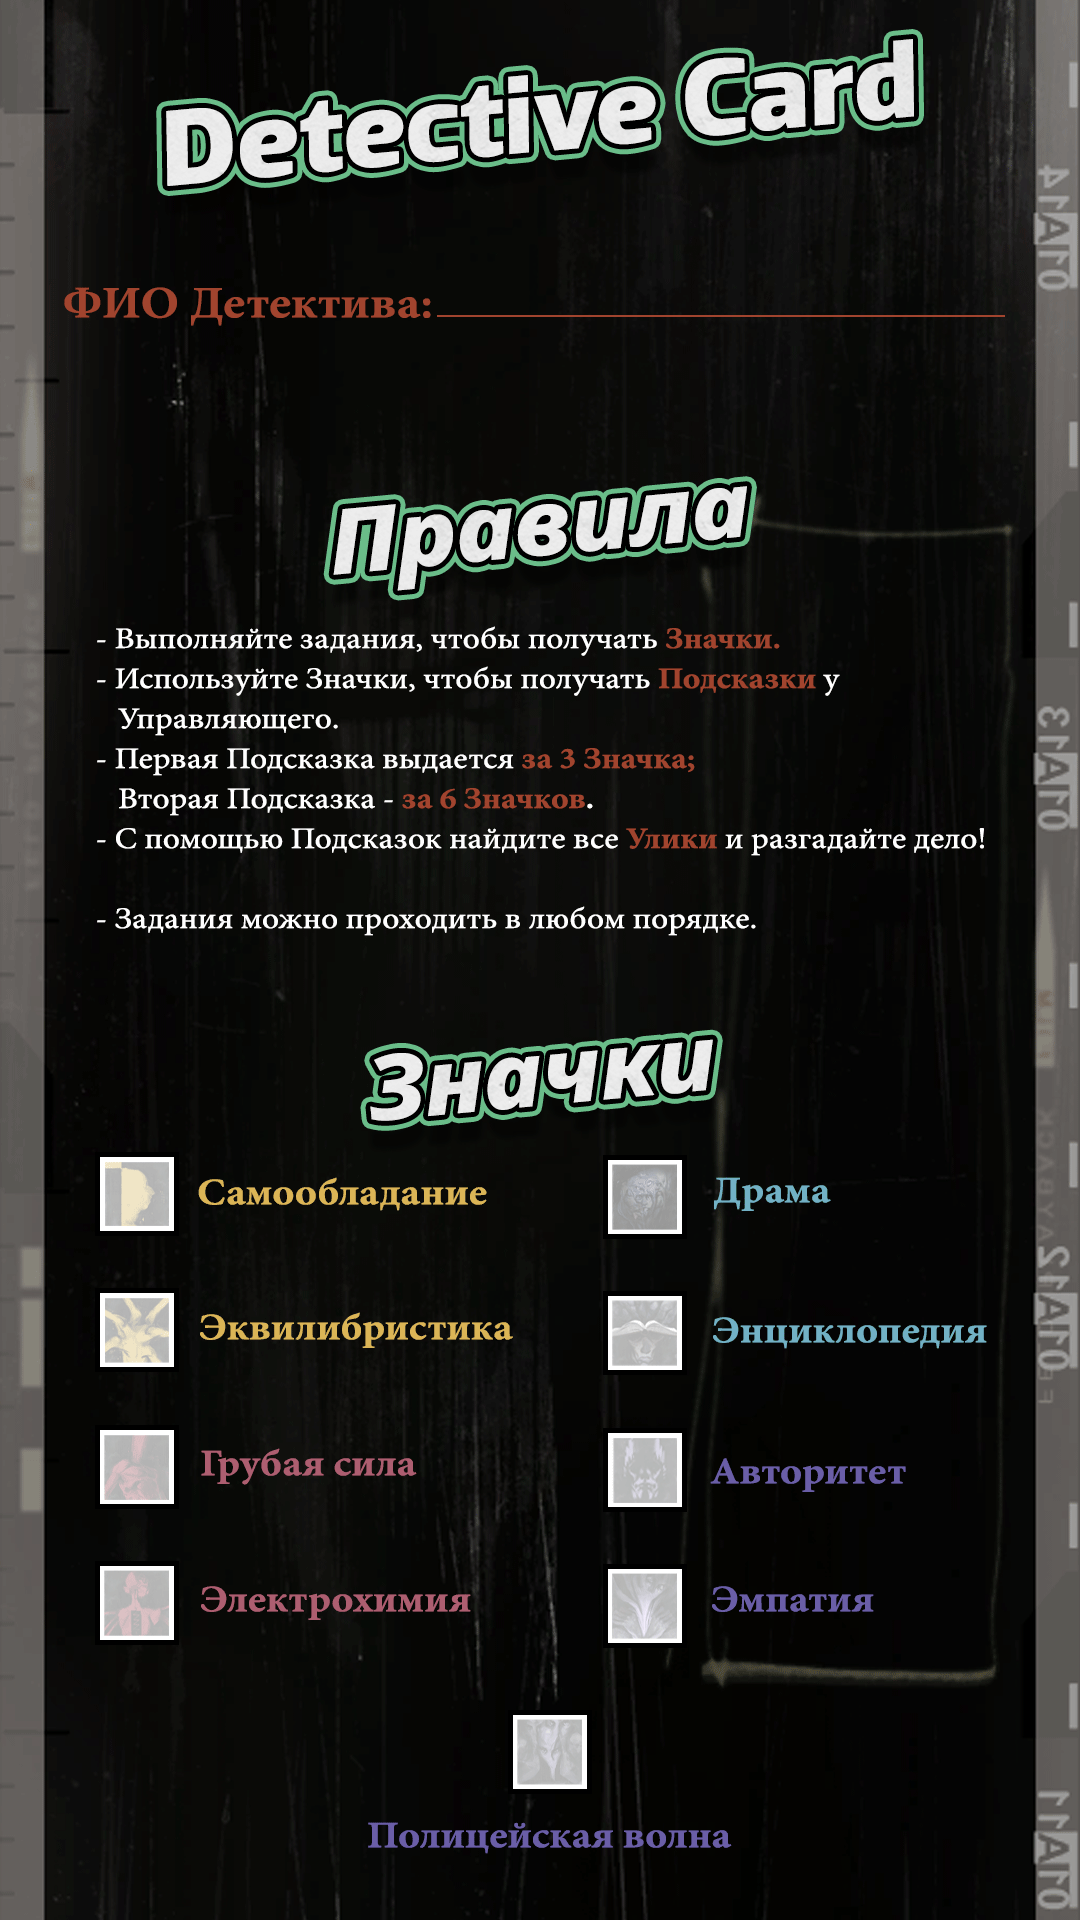 Detective Card
ФИО Детектива:
Правила
- Выполняйте задания, чтобы получать Значки.
- Используйте Значки, чтобы получать Подсказки у
Управляющего.
- Первая Подсказка выдается за 3 Значка;
Вторая Подсказка - за 6 Значков.
- С помощью Подсказок найдите все Улики и разгадайте дело!
- Задания можно проходить в любом порядке.
Значки
Самообладание
Драма
Эквилибристика
Энциклопедия
Грубая сила
Авторитет
Электрохимия
Эмпатия
Полицейская волна